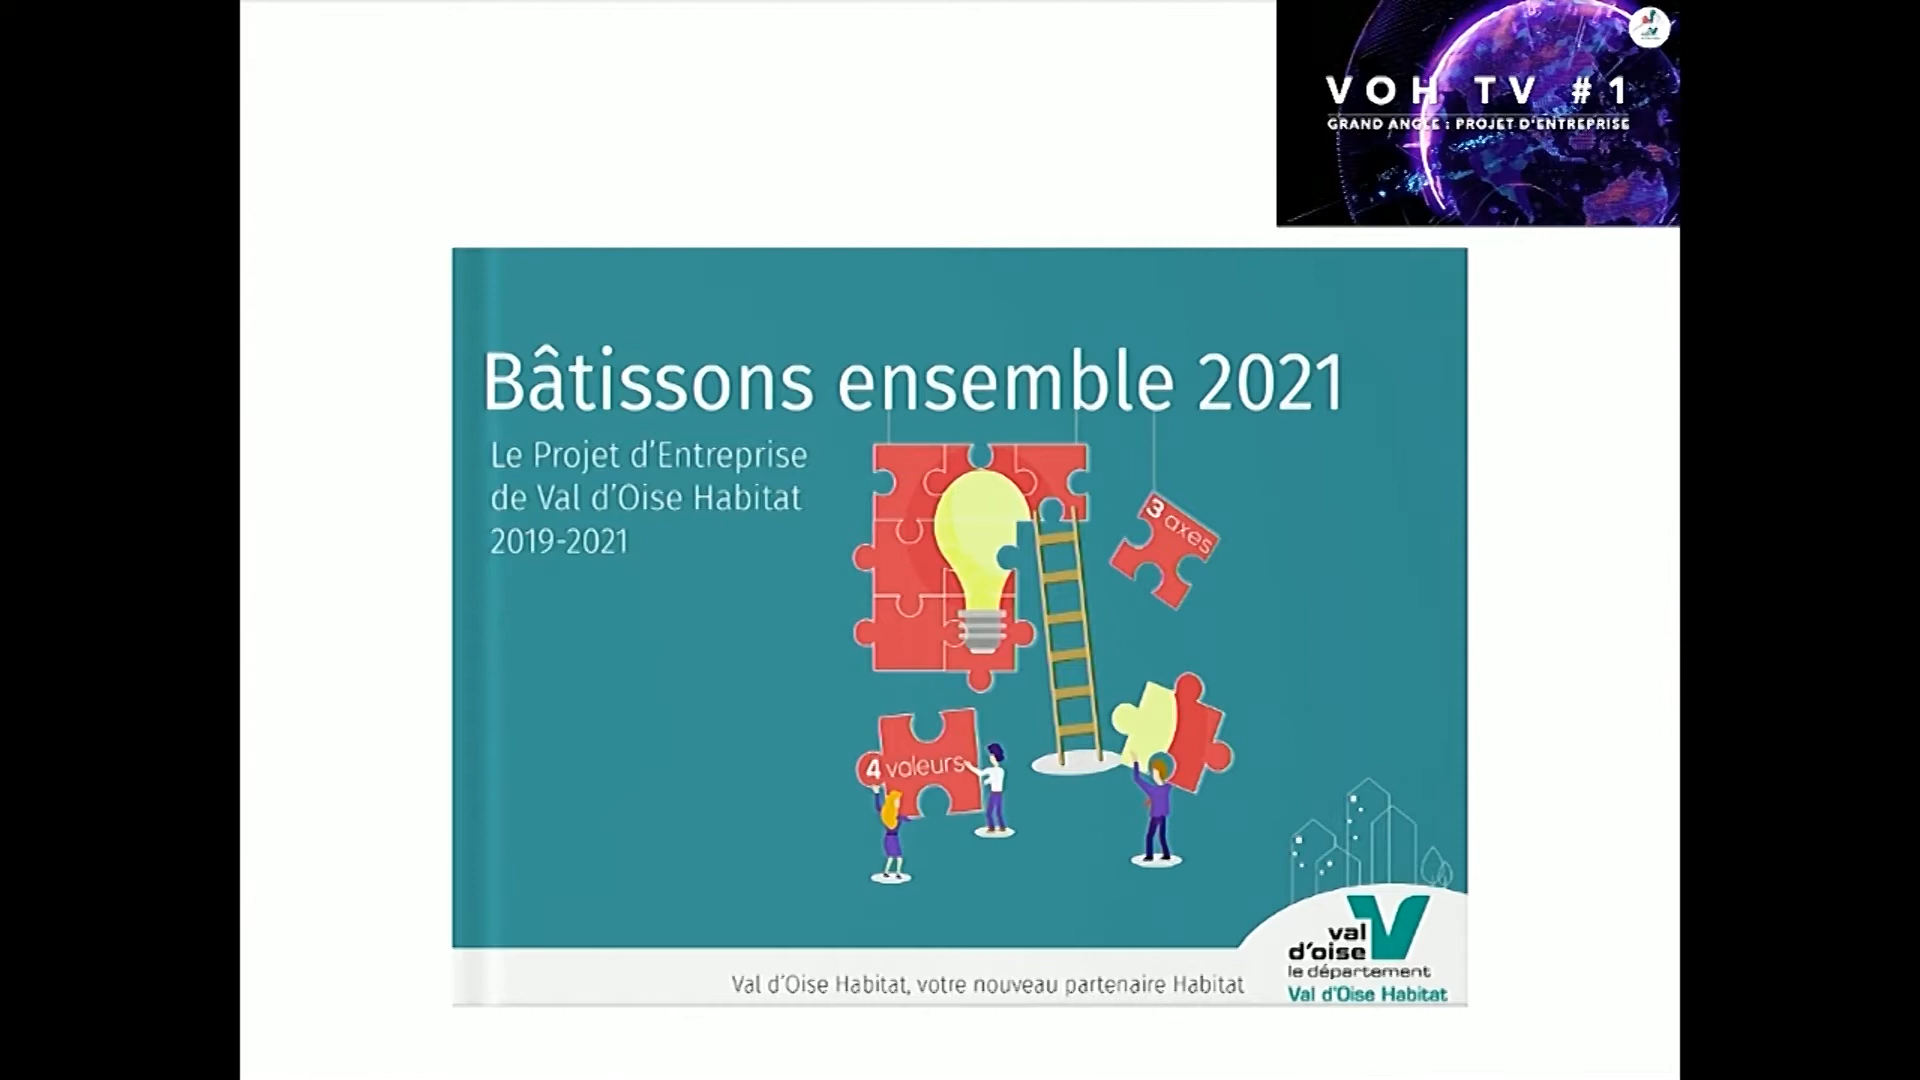 VOH TV #1
GRAND ANGLE : PROJET D'ENTREPRISE
Bâtissons ensemble 2021
Le Projet d'Entreprise
de Val d'Oise Habitat
2019-2021
3 axes
4 valeurs
Val d'Oise Habitat, votre nouveau partenaire Habitat
val
d'oise
le département
Val d'Oise Habitat